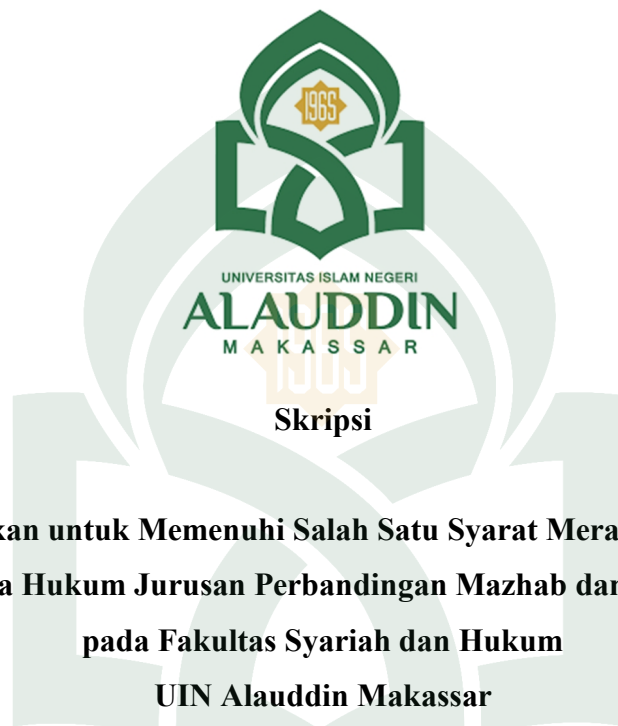 1965
UNIVERSITAS ISLAM NEGERI
ALAUDDIN
MAKASSAR
1965
Skripsi
kan untuk Memenuhi Salah Satu Syarat Mera
a Hukum Jurusan Perbandingan Mazhab dan
pada Fakultas Syariah dan Hukum
UIN Alauddin Makassar